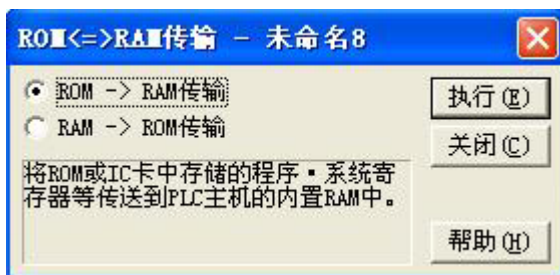 ROM<=>RAM传输 - 未命名8
ROM -> RAM传输
执行(E)
RAM -> ROM传输
关闭(C)
将ROM或IC卡中存储的程序·系统寄
存器等传送到PLC主机的内置RAM中。
帮助(H)